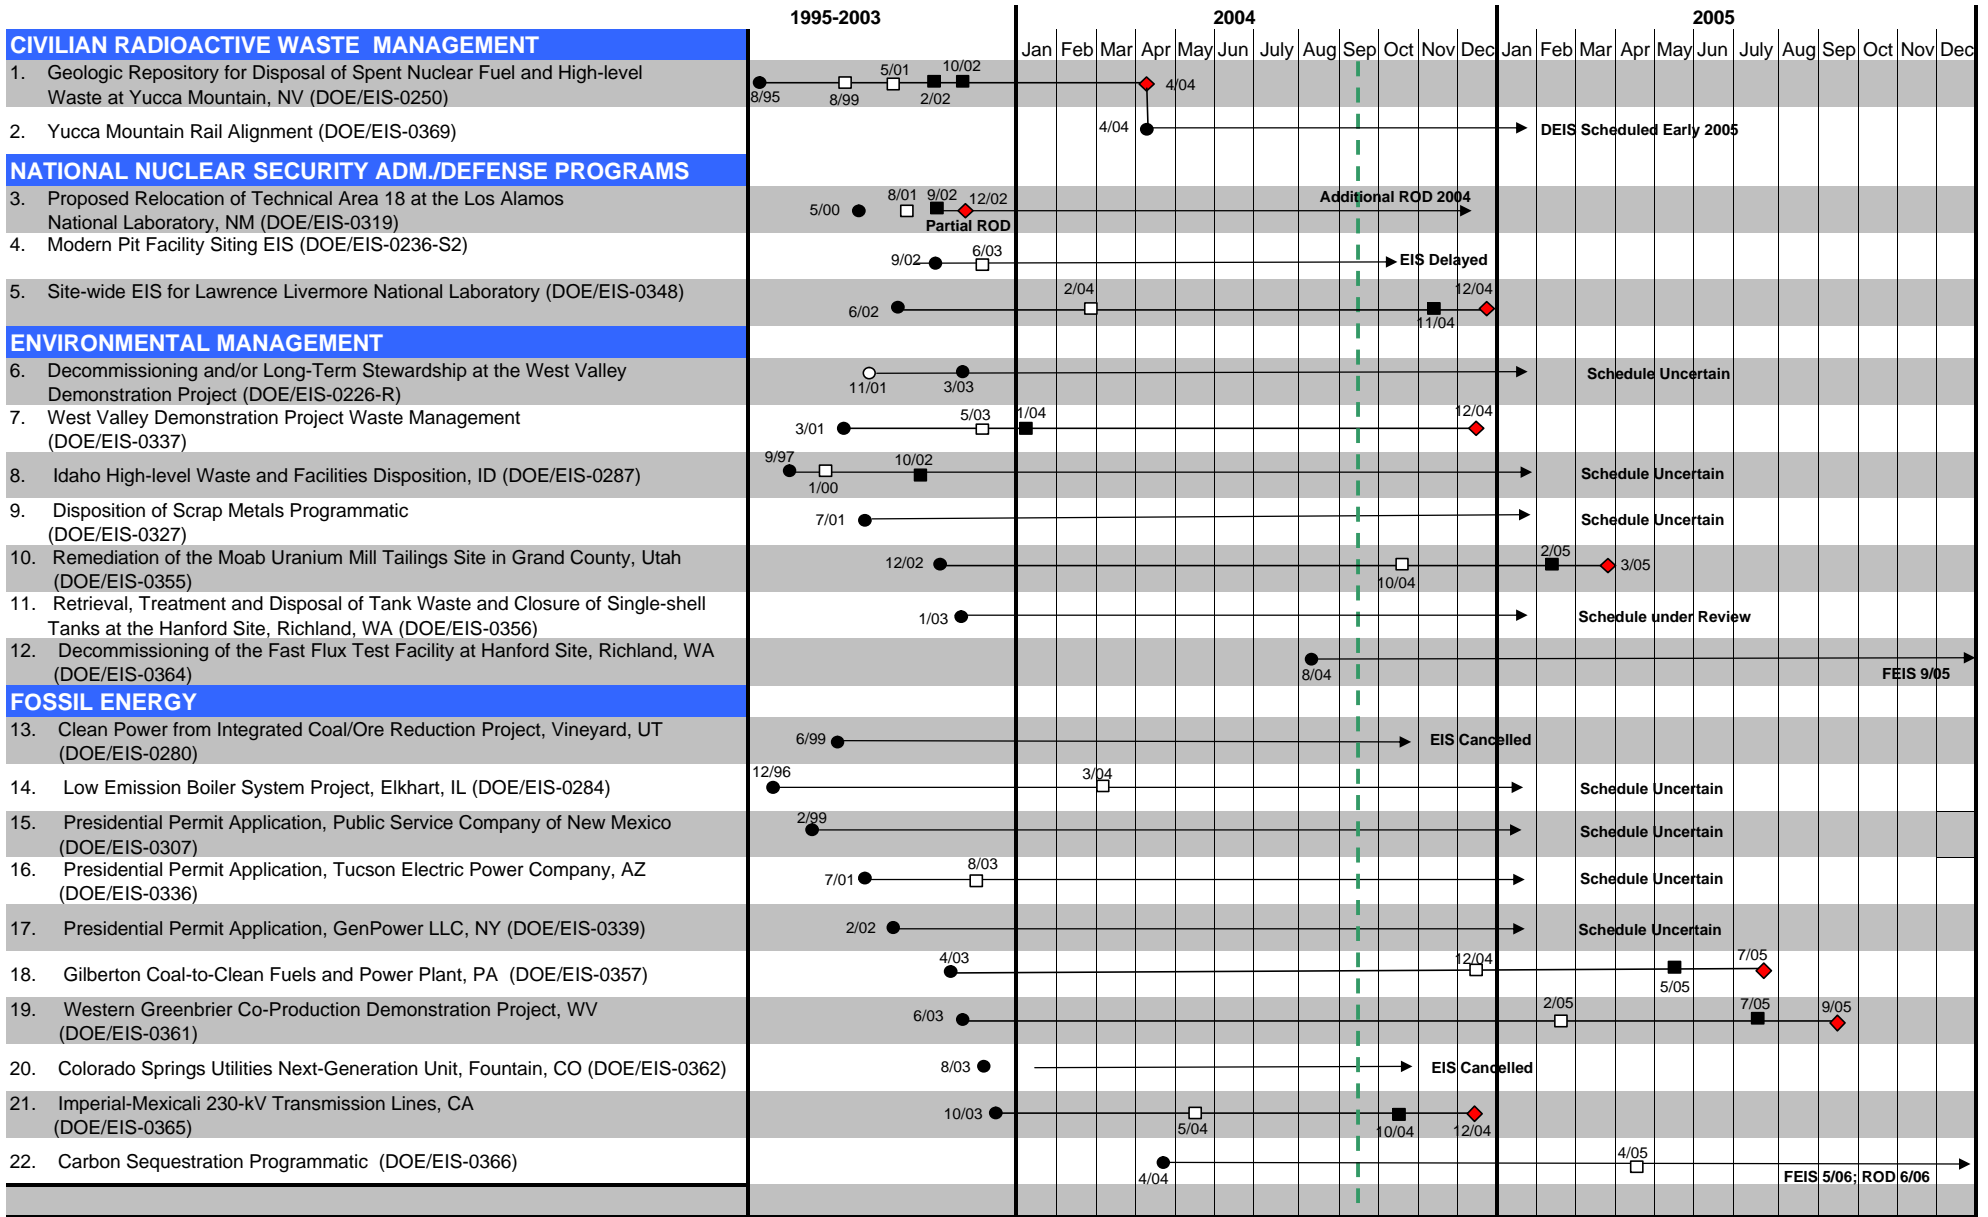 1995-2003 2004 2005
CIVILIAN RADIOACTIVE WASTE MANAGEMENT
Jan Feb Mar Apr May Jun July Aug Sep Oct Nov Dec Jan Feb Mar Apr May Jun July Aug Sep Oct Nov Dec
1. Geologic Repository for Disposal of Spent Nuclear Fuel and High-level
Waste at Yucca Mountain, NV (DOE/EIS-0250)
8/95 8/99 5/01 2/02 10/02 4/04
2. Yucca Mountain Rail Alignment (DOE/EIS-0369)
4/04 DEIS Scheduled Early 2005
NATIONAL NUCLEAR SECURITY ADM./DEFENSE PROGRAMS
3. Proposed Relocation of Technical Area 18 at the Los Alamos
National Laboratory, NM (DOE/EIS-0319)
5/00 8/01 9/02 12/02 Additional ROD 2004
Partial ROD
4. Modern Pit Facility Siting EIS (DOE/EIS-0236-S2)
9/02 6/03 EIS Delayed
5. Site-wide EIS for Lawrence Livermore National Laboratory (DOE/EIS-0348)
6/02 2/04 11/04 12/04
ENVIRONMENTAL MANAGEMENT
6. Decommissioning and/or Long-Term Stewardship at the West Valley
Demonstration Project (DOE/EIS-0226-R)
11/01 3/03 Schedule Uncertain
7. West Valley Demonstration Project Waste Management
(DOE/EIS-0337)
3/01 5/03 1/04 12/04
8. Idaho High-level Waste and Facilities Disposition, ID (DOE/EIS-0287)
9/97 1/00 10/02 Schedule Uncertain
9. Disposition of Scrap Metals Programmatic
(DOE/EIS-0327)
7/01 Schedule Uncertain
10. Remediation of the Moab Uranium Mill Tailings Site in Grand County, Utah
(DOE/EIS-0355)
12/02 10/04 2/05 3/05
11. Retrieval, Treatment and Disposal of Tank Waste and Closure of Single-shell
Tanks at the Hanford Site, Richland, WA (DOE/EIS-0356)
1/03 Schedule under Review
12. Decommissioning of the Fast Flux Test Facility at Hanford Site, Richland, WA
(DOE/EIS-0364)
8/04 FEIS 9/05
FOSSIL ENERGY
13. Clean Power from Integrated Coal/Ore Reduction Project, Vineyard, UT
(DOE/EIS-0280)
6/99 EIS Cancelled
14. Low Emission Boiler System Project, Elkhart, IL (DOE/EIS-0284)
12/96 3/04 Schedule Uncertain
15. Presidential Permit Application, Public Service Company of New Mexico
(DOE/EIS-0307)
2/99 Schedule Uncertain
16. Presidential Permit Application, Tucson Electric Power Company, AZ
(DOE/EIS-0336)
7/01 8/03 Schedule Uncertain
17. Presidential Permit Application, GenPower LLC, NY (DOE/EIS-0339)
2/02 Schedule Uncertain
18. Gilberton Coal-to-Clean Fuels and Power Plant, PA (DOE/EIS-0357)
4/03 12/04 5/05 7/05
19. Western Greenbrier Co-Production Demonstration Project, WV
(DOE/EIS-0361)
6/03 2/05 7/05 9/05
20. Colorado Springs Utilities Next-Generation Unit, Fountain, CO (DOE/EIS-0362)
8/03 EIS Cancelled
21. Imperial-Mexicali 230-kV Transmission Lines, CA
(DOE/EIS-0365)
10/03 5/04 10/04 12/04
22. Carbon Sequestration Programmatic (DOE/EIS-0366)
4/04 4/05 FEIS 5/06; ROD 6/06